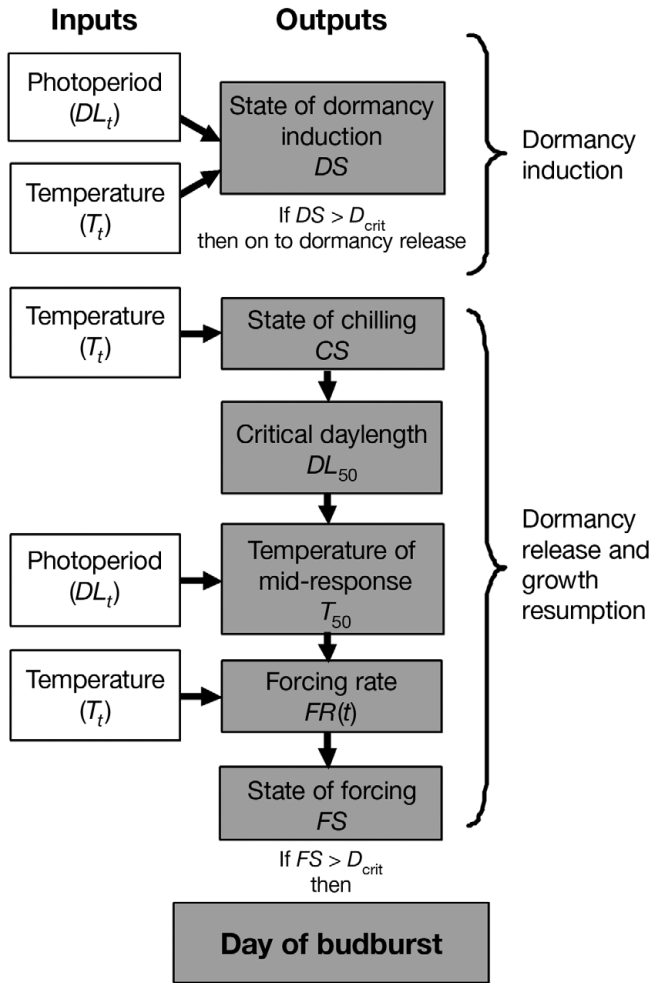 Inputs
Outputs
Photoperiod
(DLt)
State of dormancy
induction
DS
Temperature
(Tt)
If DS > Dcrit
then on to dormancy release
Dormancy
induction
Temperature
(Tt)
State of chilling
CS
Critical daylength
DL50
Photoperiod
(DLt)
Temperature of
mid-response
T50
Dormancy
release and
growth
resumption
Temperature
(Tt)
Forcing rate
FR(t)
State of forcing
FS
If FS > Dcrit
then
Day of budburst